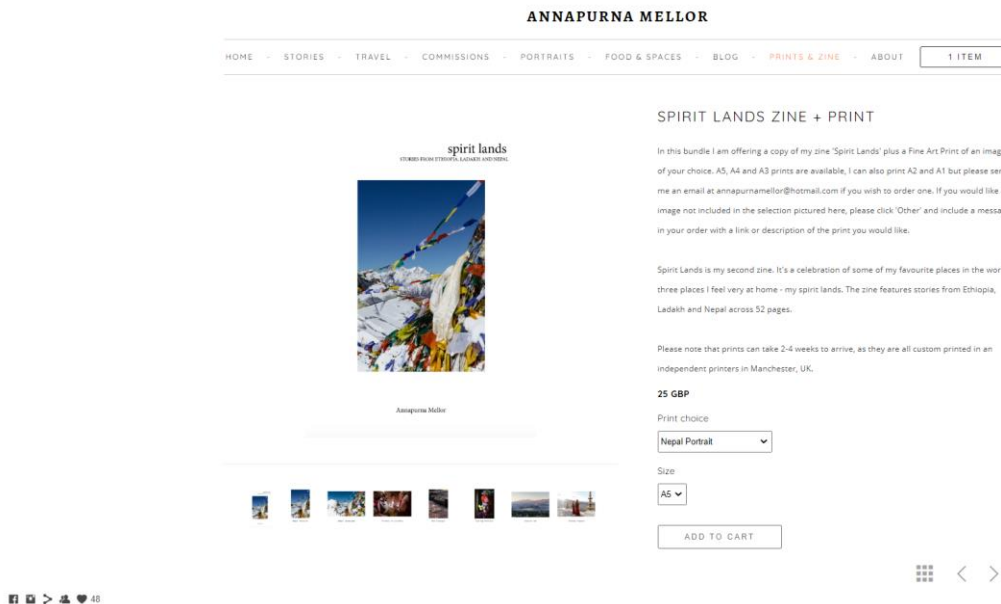 ANNAPURNA MELLOR
HOME - STORIES - TRAVEL - COMMISSIONS - PORTRAITS - FOOD & SPACES - BLOG - PRINTS & ZINE - ABOUT 1 ITEM
spirit lands
STORIES FROM ETHIOPIA, LADAKH AND NEPAL
Annapurna Mellor
SPIRIT LANDS ZINE + PRINT
In this bundle I am offering a copy of my zine 'Spirit Lands' plus a Fine Art Print of an imag
of your choice. A5, A4 and A3 prints are available, I can also print A2 and A1 but please ser
me an email at annapurnamellor@hotmail.com if you wish to order one. If you would like
image not included in the selection pictured here, please click 'Other' and include a messa
in your order with a link or description of the print you would like.
Spirit Lands is my second zine. It's a celebration of some of my favourite places in the wor
three places I feel very at home - my spirit lands. The zine features stories from Ethiopia,
Ladakh and Nepal across 52 pages.
Please note that prints can take 2-4 weeks to arrive, as they are all custom printed in an
independent printers in Manchester, UK.
25 GBP
Print choice
Nepal Portrait
Size
A5
ADD TO CART
48